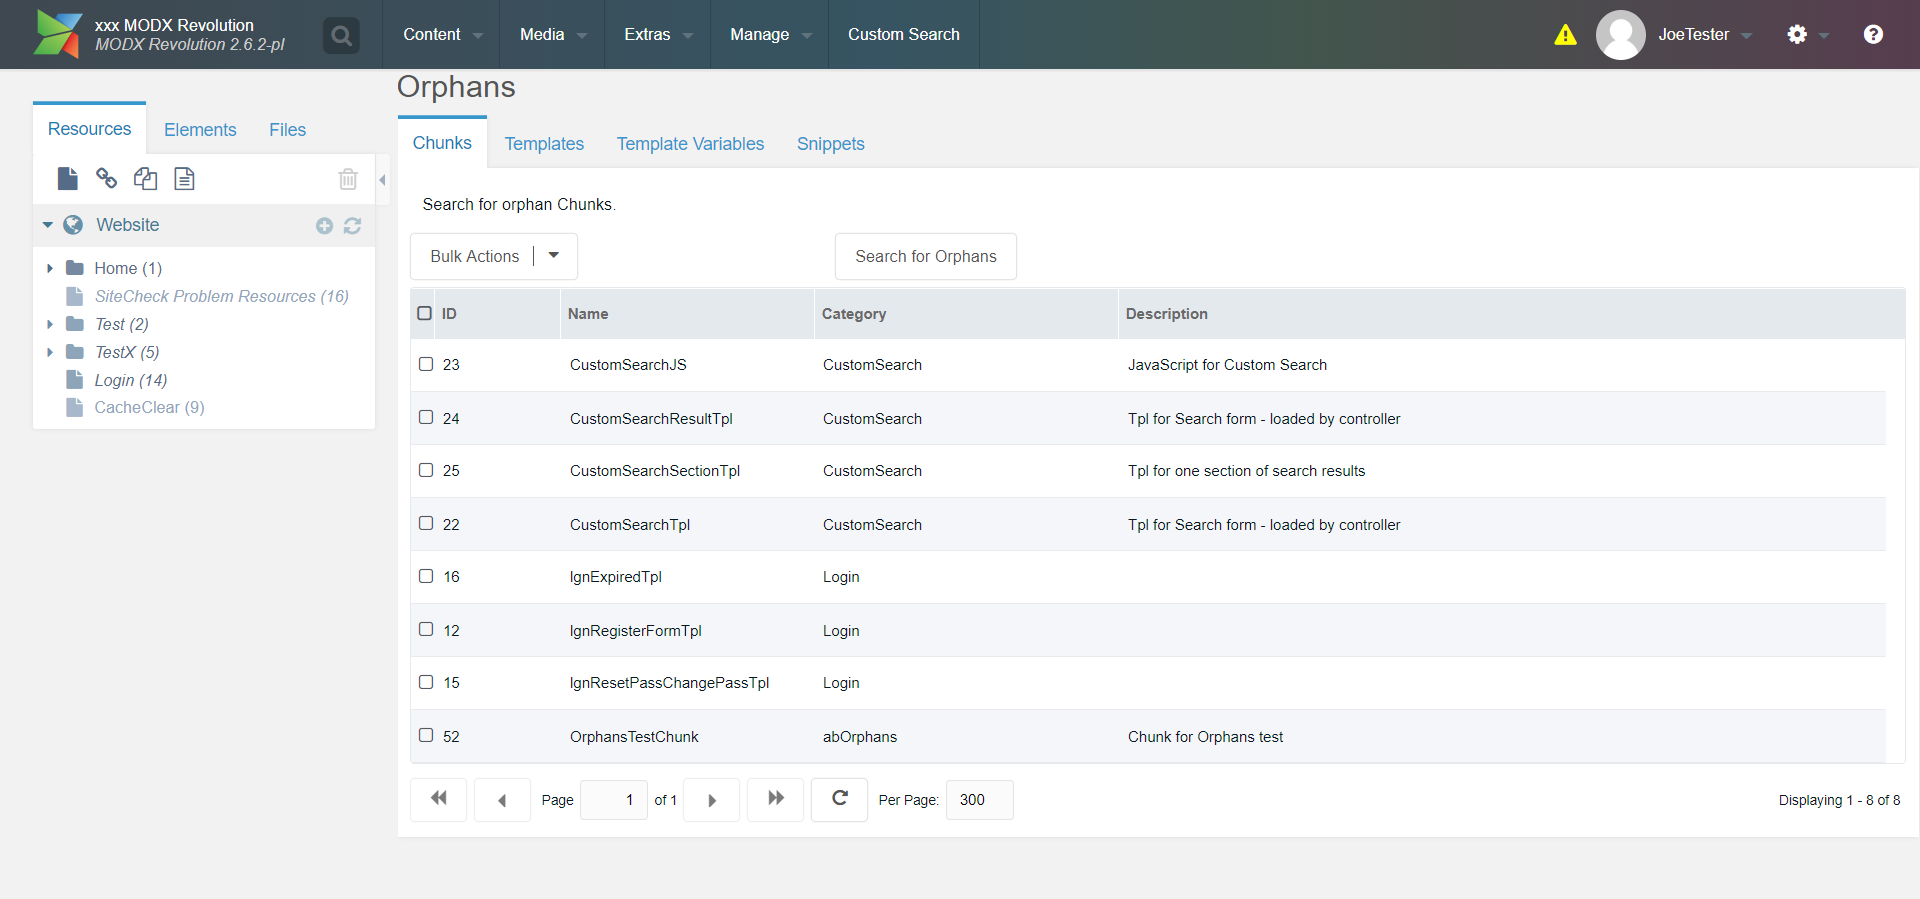 xxx MODX Revolution
MODX Revolution 2.6.2-pl
Content
Media
Extras
Manage
Custom Search
JoeTester
Resources
Elements
Files
Website
Home (1)
SiteCheck Problem Resources (16)
Test (2)
TestX (5)
Login (14)
CacheClear (9)
Orphans
Chunks
Templates
Template Variables
Snippets
Search for orphan Chunks.
Bulk Actions
Search for Orphans
ID Name Category Description
23 CustomSearchJS CustomSearch JavaScript for Custom Search
24 CustomSearchResultTpl CustomSearch Tpl for Search form - loaded by controller
25 CustomSearchSectionTpl CustomSearch Tpl for one section of search results
22 CustomSearchTpl CustomSearch Tpl for Search form - loaded by controller
16 lgnExpiredTpl Login
12 lgnRegisterFormTpl Login
15 lgnResetPassChangePassTpl Login
52 OrphansTestChunk abOrphans Chunk for Orphans test
Page 1 of 1 Per Page: 300 Displaying 1 - 8 of 8